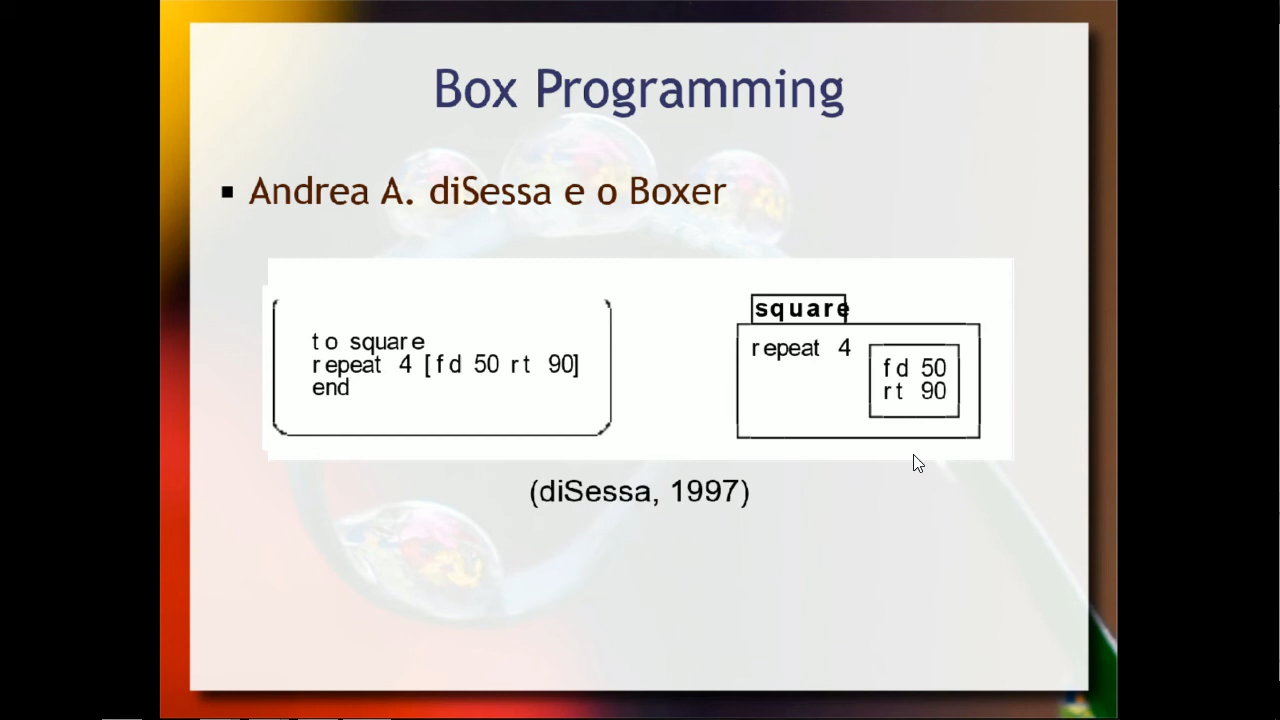 Box Programming
Andrea A. diSessa e o Boxer
to square
repeat 4 [fd 50 rt 90]
end
square
repeat 4
fd 50
rt 90
(diSessa, 1997)